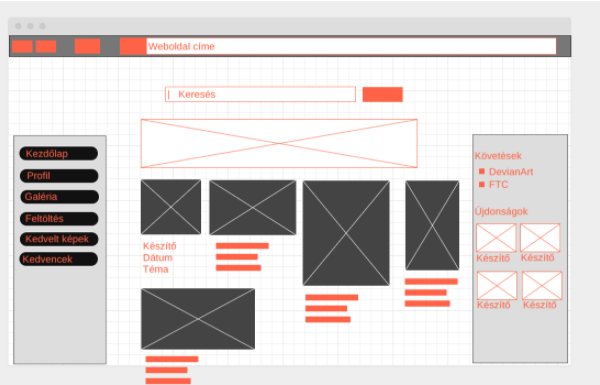 Weboldal címe
Keresés
Kezdőlap
Profil
Galéria
Feltöltés
Kedvelt képek
Kedvencek
Készítő
Dátum
Téma
Követések
DevianArt
FTC
Újdonságok
Készítő Készítő
Készítő Készítő